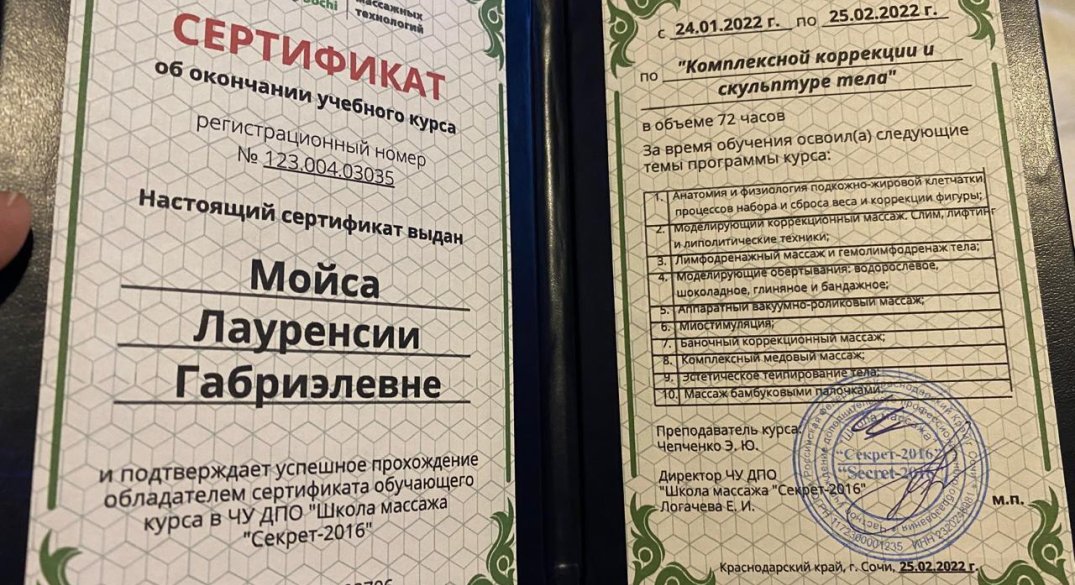 Sochi
массажных
технологий
СЕРТИФИКАТ
об окончании учебного курса
регистрационный номер
№ 123.004.03035
Настоящий сертификат выдан
Мойса
Лауренсии
Габриэлевне
и подтверждает успешное прохождение
обладателем сертификата обучающего
курса в ЧУ ДПО "Школа массажа
"Секрет-2016"
с 24.01.2022 г. по 25.02.2022 г.
по "Комплексной коррекции и
скульптуре тела"
в объеме 72 часов
За время обучения освоил(а) следующие
темы программы курса:
1. Анатомия и физиология подкожно-жировой клетчатки,
процессов набора и сброса веса и коррекции фигуры;
2. Моделирующий коррекционный массаж. Слим, лифтинг
и липолитические техники;
3. Лимфодренажный массаж и гемолимфодренаж тела;
4. Моделирующие обертывания: водорослевое,
шоколадное, глиняное и бандажное;
5. Аппаратный вакуумно-роликовый массаж;
6. Миостимуляция;
7. Баночный коррекционный массаж;
8. Комплексный медовый массаж;
9. Эстетическое тейпирование тела;
10. Массаж бамбуковыми палочками.
Преподаватель курса:
Чепченко Э. Ю.
Директор ЧУ ДПО
"Школа массажа "Секрет-2016"
Логачева Е. И.
"Школа массажа
"Секрет-2016"
"Secret-2016"
м.п.
Краснодарский край, г. Сочи, 25.02.2022 г.